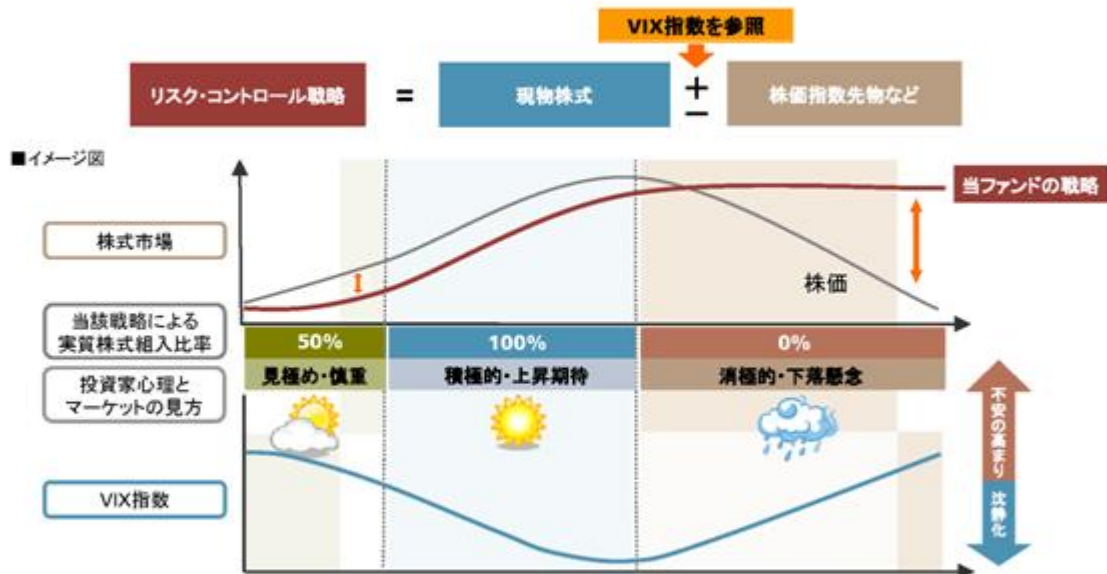 VIX指数を参照
リスク・コントロール戦略
=
現物株式
+
−
株価指数先物など
■イメージ図
当ファンドの戦略
株式市場
株価
当該戦略による
実質株式組入比率
50%
100%
0%
投資家心理と
マーケットの見方
見極め・慎重
積極的・上昇期待
消極的・下落懸念
不安の高まり
沈静化
VIX指数